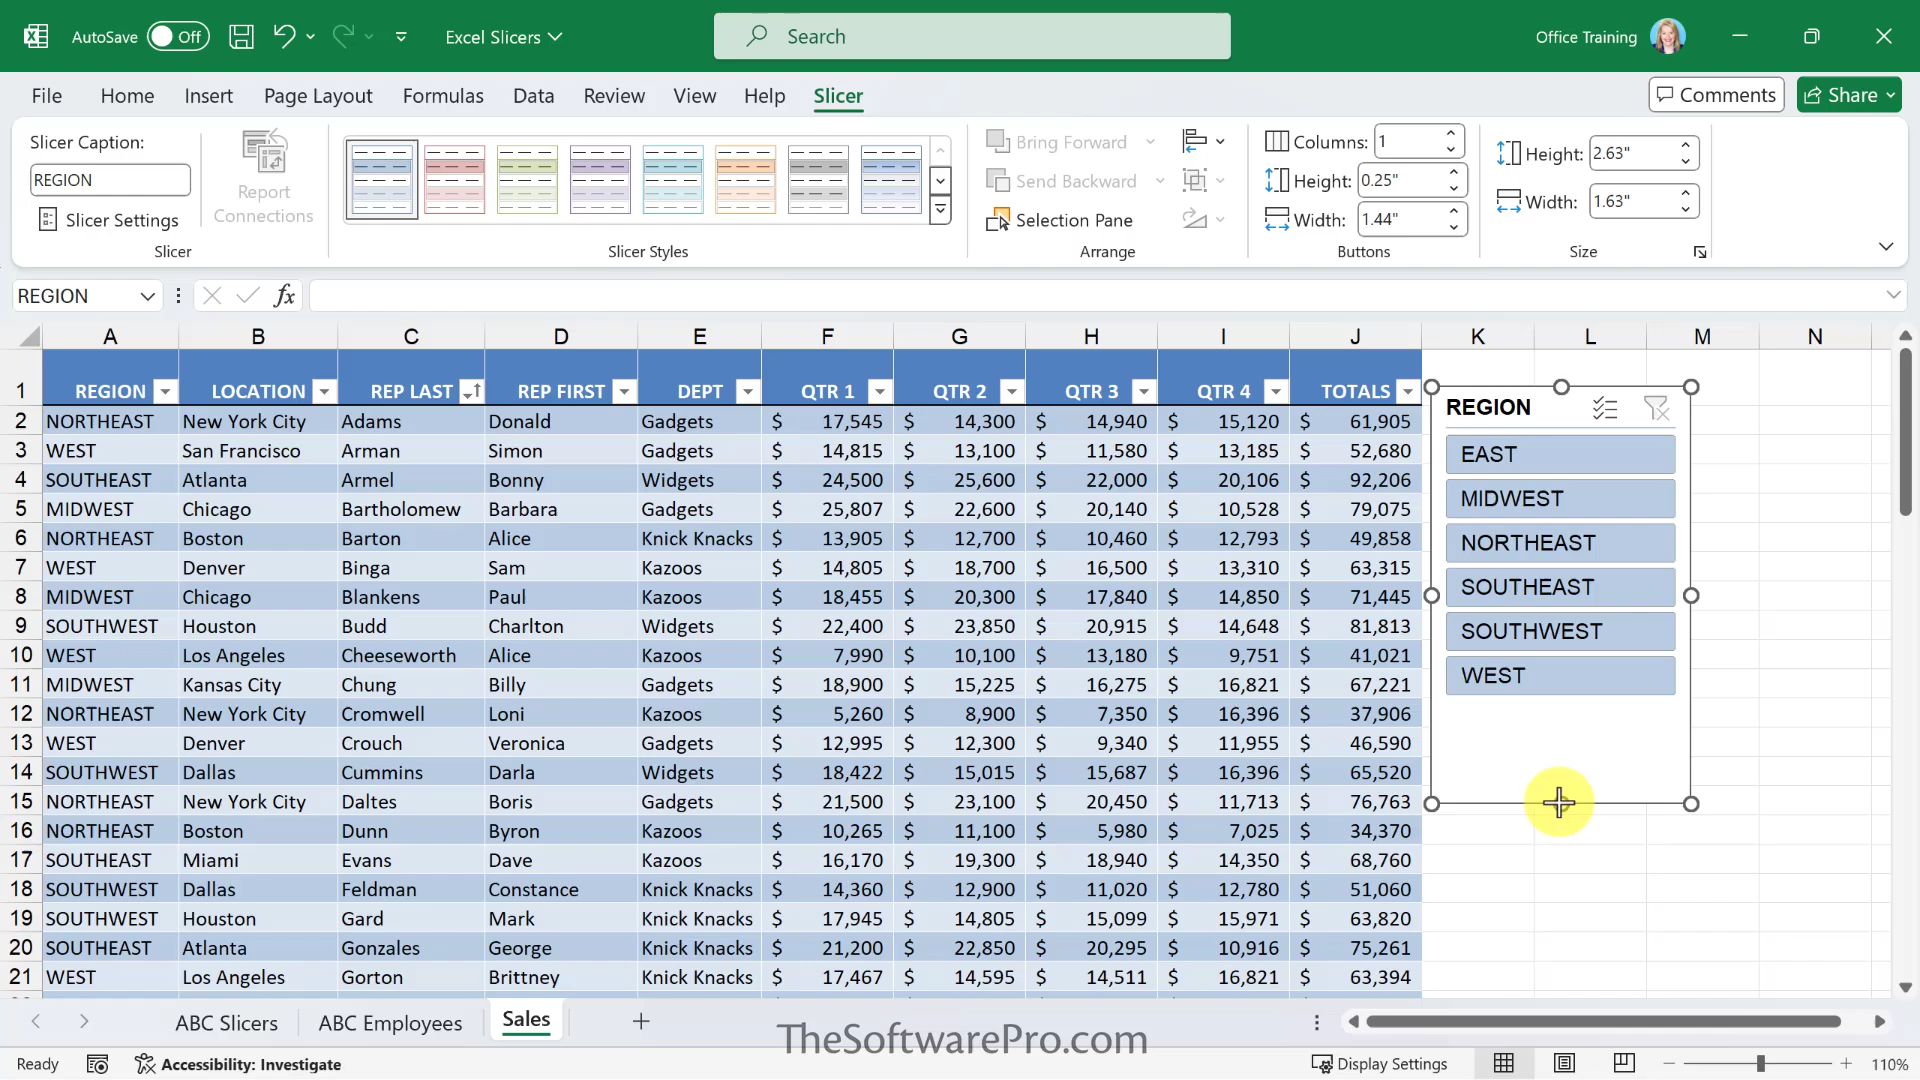 AutoSave Off Excel Slicers Search Office Training
File Home Insert Page Layout Formulas Data Review View Help Slicer Comments Share
Slicer Caption:
REGION
Slicer Settings
Report Connections
Slicer
Slicer Styles
Bring Forward
Send Backward
Selection Pane
Arrange
Columns: 1
Height: 0.25"
Width: 1.44"
Buttons
Height: 2.63"
Width: 1.63"
Size
REGION fx
A B C D E F G H I J K L M N
1 REGION LOCATION REP LAST REP FIRST DEPT QTR 1 QTR 2 QTR 3 QTR 4 TOTALS
2 NORTHEAST New York City Adams Donald Gadgets $ 17,545 $ 14,300 $ 14,940 $ 15,120 $ 61,905
3 WEST San Francisco Arman Simon Gadgets $ 14,815 $ 13,100 $ 11,580 $ 13,185 $ 52,680
4 SOUTHEAST Atlanta Armel Bonny Widgets $ 24,500 $ 25,600 $ 22,000 $ 20,106 $ 92,206
5 MIDWEST Chicago Bartholomew Barbara Gadgets $ 25,807 $ 22,600 $ 20,140 $ 10,528 $ 79,075
6 NORTHEAST Boston Barton Alice Knick Knacks $ 13,905 $ 12,700 $ 10,460 $ 12,793 $ 49,858
7 WEST Denver Binga Sam Kazoos $ 14,805 $ 18,700 $ 16,500 $ 13,310 $ 63,315
8 MIDWEST Chicago Blankens Paul Kazoos $ 18,455 $ 20,300 $ 17,840 $ 14,850 $ 71,445
9 SOUTHWEST Houston Budd Charlton Widgets $ 22,400 $ 23,850 $ 20,915 $ 14,648 $ 81,813
10 WEST Los Angeles Cheeseworth Alice Kazoos $ 7,990 $ 10,100 $ 13,180 $ 9,751 $ 41,021
11 MIDWEST Kansas City Chung Billy Gadgets $ 18,900 $ 15,225 $ 16,275 $ 16,821 $ 67,221
12 NORTHEAST New York City Cromwell Loni Kazoos $ 5,260 $ 8,900 $ 7,350 $ 16,396 $ 37,906
13 WEST Denver Crouch Veronica Gadgets $ 12,995 $ 12,300 $ 9,340 $ 11,955 $ 46,590
14 SOUTHWEST Dallas Cummins Darla Widgets $ 18,422 $ 15,015 $ 15,687 $ 16,396 $ 65,520
15 NORTHEAST New York City Daltes Boris Gadgets $ 21,500 $ 23,100 $ 20,450 $ 11,713 $ 76,763
16 NORTHEAST Boston Dunn Byron Kazoos $ 10,265 $ 11,100 $ 5,980 $ 7,025 $ 34,370
17 SOUTHEAST Miami Evans Dave Kazoos $ 16,170 $ 19,300 $ 18,940 $ 14,350 $ 68,760
18 SOUTHWEST Dallas Feldman Constance Knick Knacks $ 14,360 $ 12,900 $ 11,020 $ 12,780 $ 51,060
19 SOUTHWEST Houston Gard Mark Knick Knacks $ 17,945 $ 14,805 $ 15,099 $ 15,971 $ 63,820
20 SOUTHEAST Atlanta Gonzales George Knick Knacks $ 21,200 $ 22,850 $ 20,295 $ 10,916 $ 75,261
21 WEST Los Angeles Gorton Brittney Knick Knacks $ 17,467 $ 14,595 $ 14,511 $ 16,821 $ 63,394
REGION
EAST
MIDWEST
NORTHEAST
SOUTHEAST
SOUTHWEST
WEST
ABC Slicers ABC Employees Sales
TheSoftwarePro.com
Ready Accessibility: Investigate Display Settings 110%